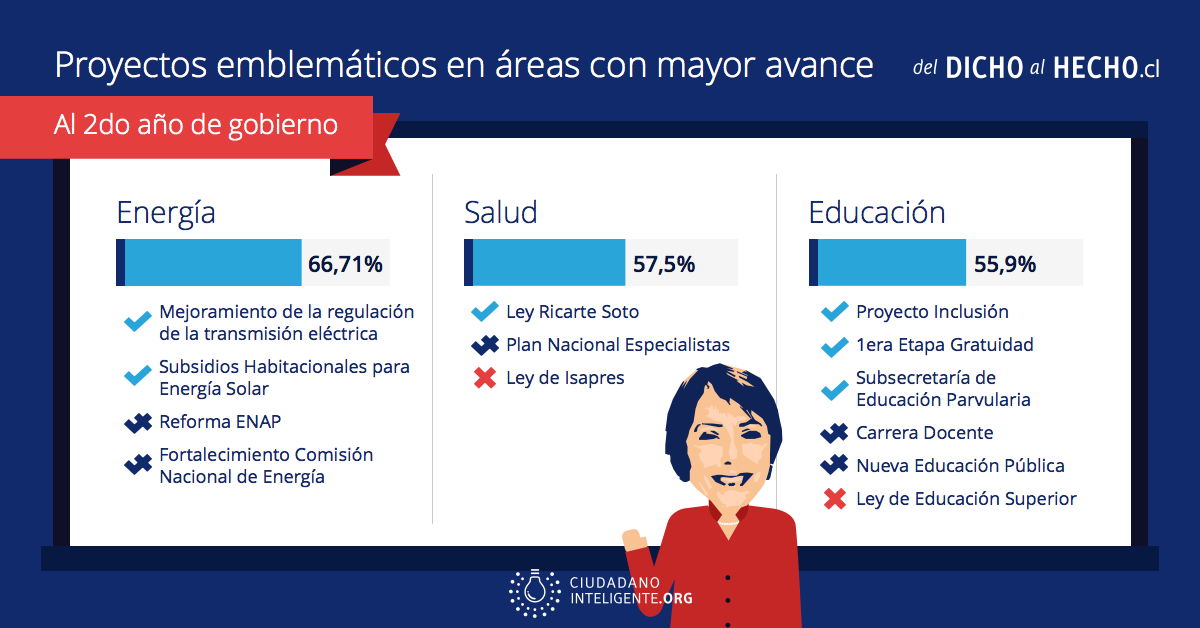 Proyectos emblemáticos en áreas con mayor avance
del DICHO al HECHO.cl
Al 2do año de gobierno
Energía
66,71%
Mejoramiento de la regulación
de la transmisión eléctrica
Subsidios Habitacionales para
Energía Solar
Reforma ENAP
Fortalecimiento Comisión
Nacional de Energía
Salud
57,5%
Ley Ricarte Soto
Plan Nacional Especialistas
Ley de Isapres
Educación
55,9%
Proyecto Inclusión
1era Etapa Gratuidad
Subsecretaría de
Educación Parvularia
Carrera Docente
Nueva Educación Pública
Ley de Educación Superior
CIUDADANO
INTELIGENTE.ORG